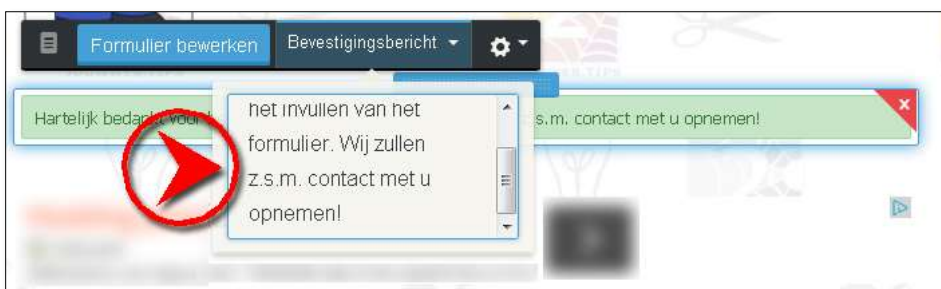 Formulier bewerken Bevestigingsbericht
Hartelijk bedankt voor s.m. contact met u opnemen!
het invullen van het
formulier. Wij zullen
z.s.m. contact met u
opnemen!